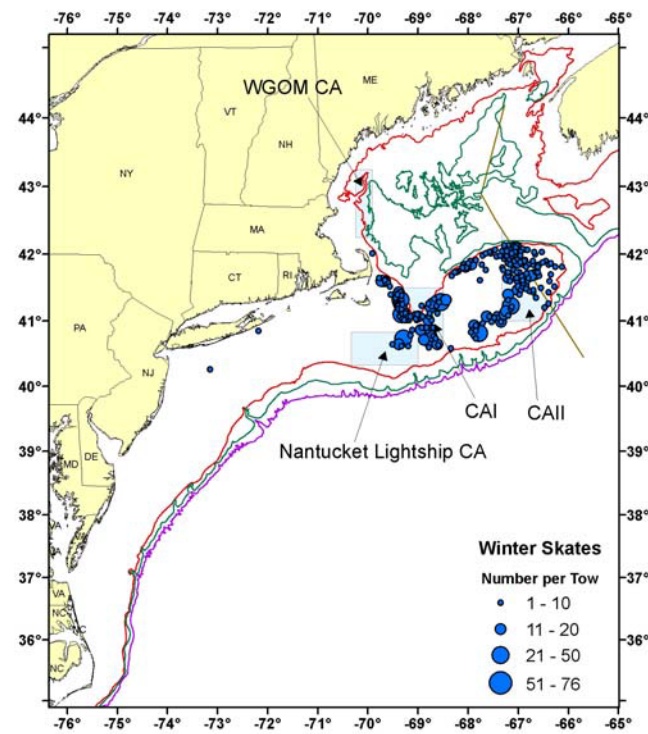 -76° -75° -74° -73° -72° -71° -70° -69° -68° -67° -66° -65°
ME
WGOM CA
44°
44°
VT
NH
NY
43°
43°
MA
42°
42°
CT
RI
PA
41°
41°
NJ
40°
40°
CAI
CAII
Nantucket Lightship CA
39°
39°
MD
DE
38°
38°
VA
VA
VA
Winter Skates
37°
37°
Number per Tow
VA
1 - 10
NC
NC
11 - 20
36°
36°
21 - 50
NC
51 - 76
-76° -75° -74° -73° -72° -71° -70° -69° -68° -67° -66° -65°